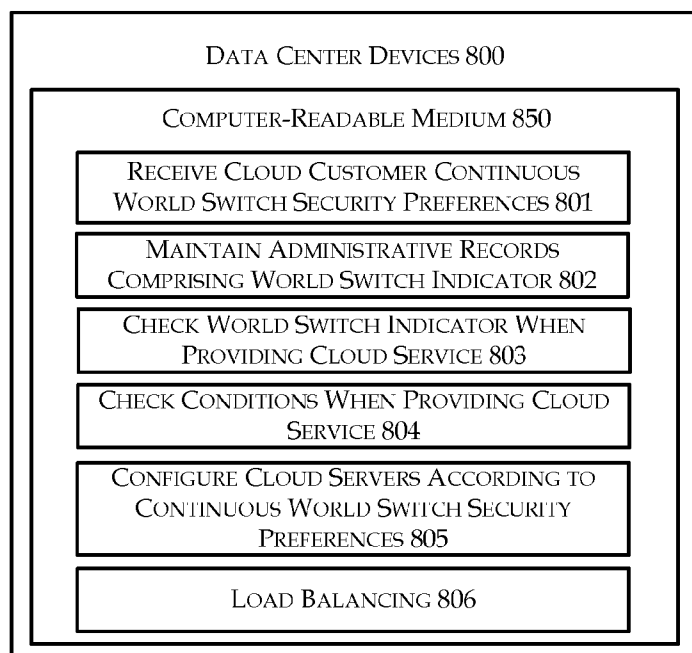 DATA CENTER DEVICES 800
COMPUTER-READABLE MEDIUM 850
RECEIVE CLOUD CUSTOMER CONTINUOUS
WORLD SWITCH SECURITY PREFERENCES 801
MAINTAIN ADMINISTRATIVE RECORDS
COMPRISING WORLD SWITCH INDICATOR 802
CHECK WORLD SWITCH INDICATOR WHEN
PROVIDING CLOUD SERVICE 803
CHECK CONDITIONS WHEN PROVIDING CLOUD
SERVICE 804
CONFIGURE CLOUD SERVERS ACCORDING TO
CONTINUOUS WORLD SWITCH SECURITY
PREFERENCES 805
LOAD BALANCING 806